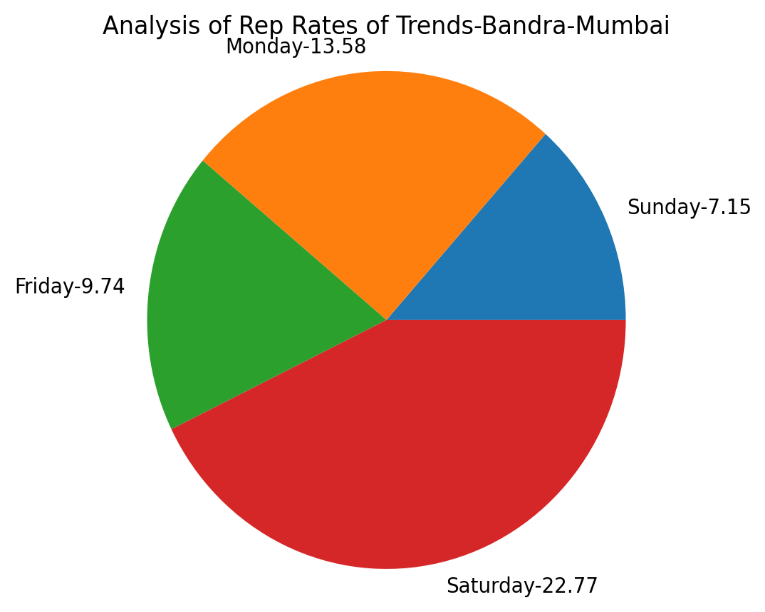 Analysis of Rep Rates of Trends-Bandra-Mumbai
Monday-13.58
Sunday-7.15
Friday-9.74
Saturday-22.77